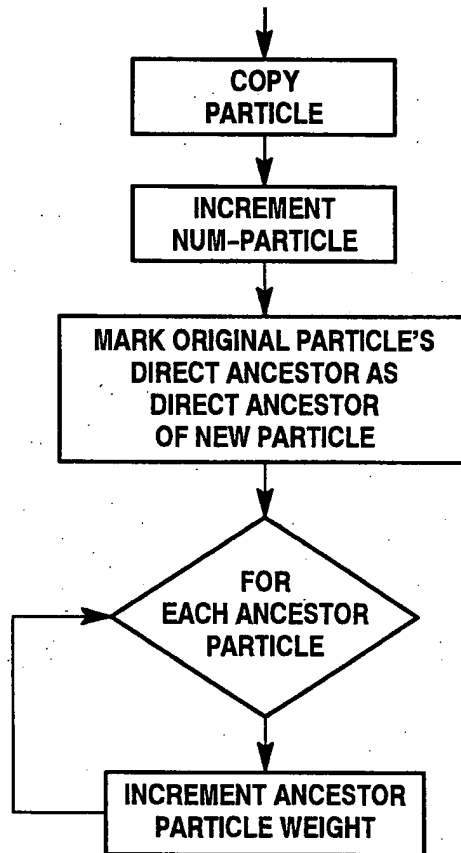 COPY
PARTICLE
INCREMENT
NUM–PARTICLE
MARK ORIGINAL PARTICLE'S
DIRECT ANCESTOR AS
DIRECT ANCESTOR
OF NEW PARTICLE
FOR
EACH ANCESTOR
PARTICLE
INCREMENT ANCESTOR
PARTICLE WEIGHT